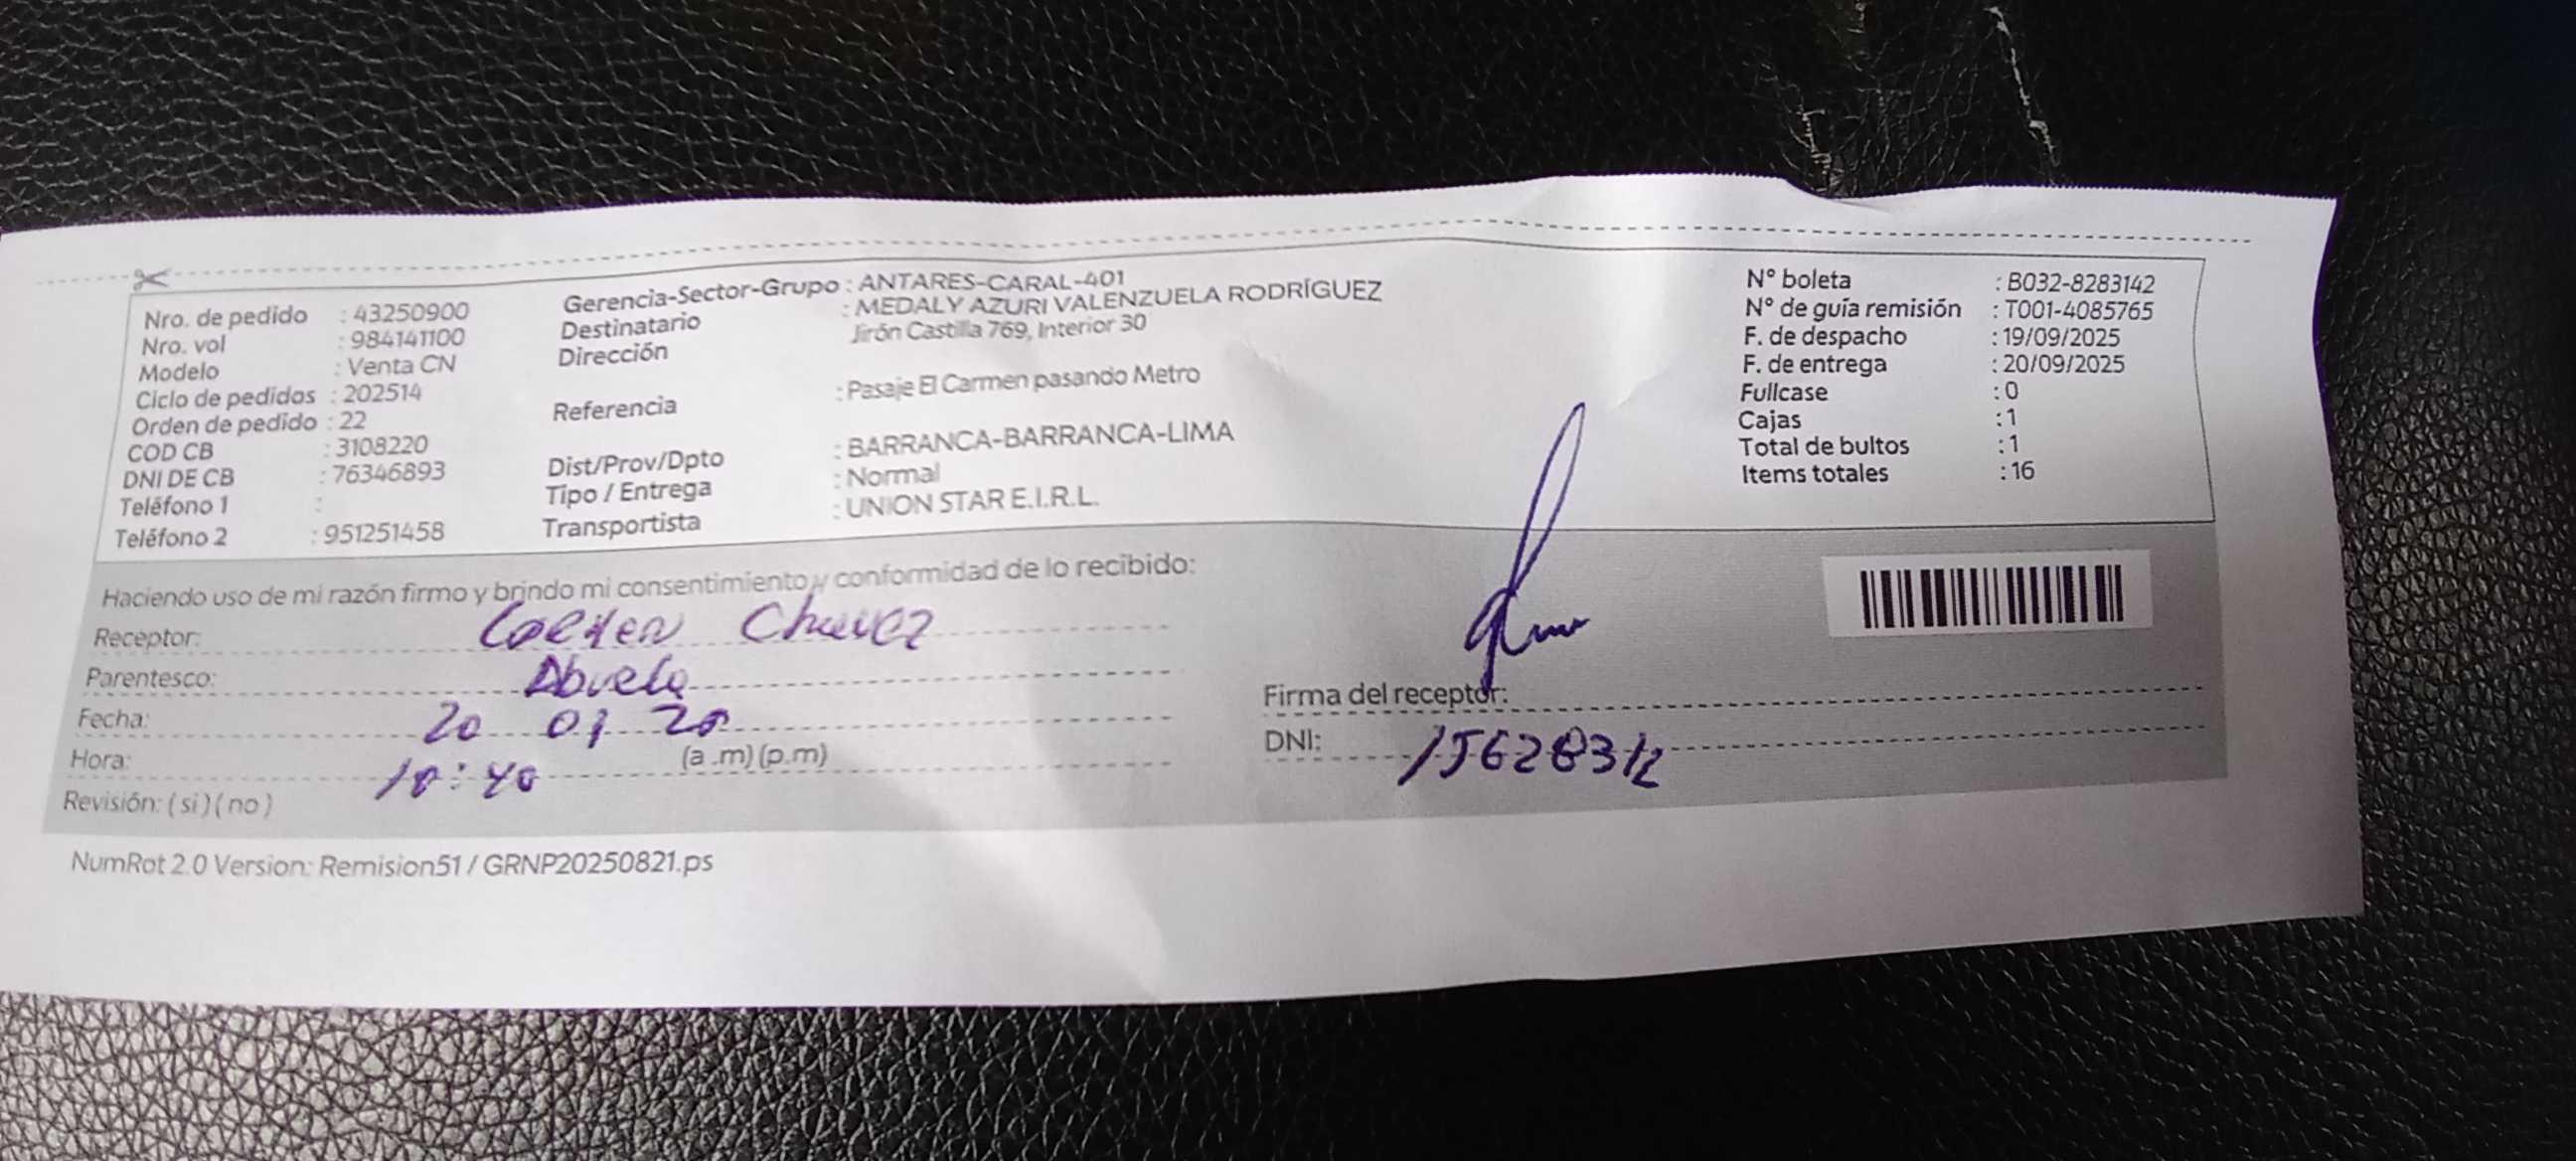 Nro. de pedido : 43250900
Nro. vol : 984141100
Modelo : Venta CN
Ciclo de pedidos : 202514
Orden de pedido : 22
COD CB : 3108220
DNI DE CB : 76346893
Teléfono 1 :
Teléfono 2 : 951251458
Gerencia-Sector-Grupo : ANTARES-CARAL-401
Destinatario : MEDALY AZURI VALENZUELA RODRÍGUEZ
Dirección Jirón Castilla 769, Interior 30
Referencia : Pasaje El Carmen pasando Metro
Dist/Prov/Dpto : BARRANCA-BARRANCA-LIMA
Tipo / Entrega : Normal
Transportista : UNION STAR E.I.R.L.
N° boleta : B032-8283142
N° de guía remisión : T001-4085765
F. de despacho : 19/09/2025
F. de entrega : 20/09/2025
Fullcase : 0
Cajas : 1
Total de bultos : 1
Items totales : 16
Haciendo uso de mi razón firmo y brindo mi consentimiento y conformidad de lo recibido:
Receptor: Chavez
Parentesco: Abuela
Fecha: 20
Hora: 10:40 (a .m) (p.m)
Revisión: ( si ) ( no )
Firma del receptor:
DNI:
NumRot 2.0 Version: Remision51 / GRNP20250821.ps